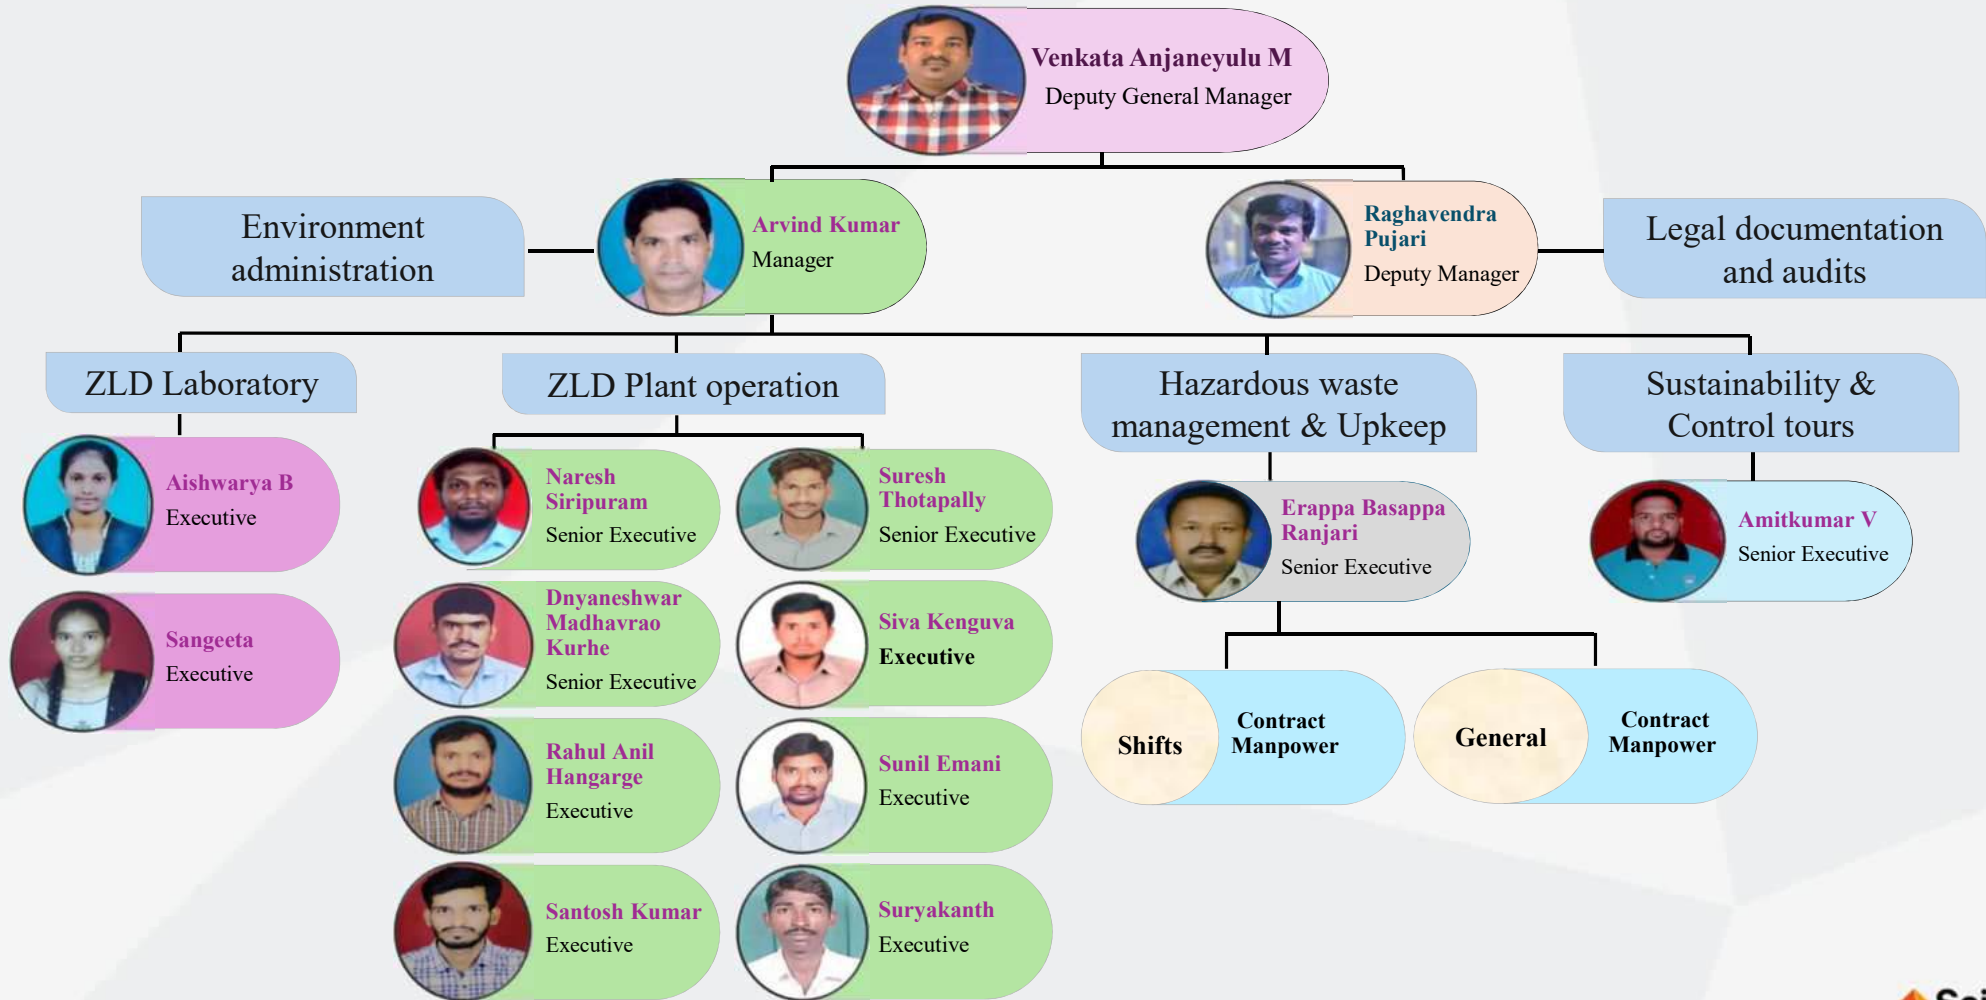 Venkata Anjaneyulu M
Deputy General Manager
Environment
administration
Arvind Kumar
Manager
Raghavendra
Pujari
Deputy Manager
Legal documentation
and audits
ZLD Laboratory
ZLD Plant operation
Hazardous waste
management & Upkeep
Sustainability &
Control tours
Aishwarya B
Executive
Sangeeta
Executive
Naresh
Siripuram
Senior Executive
Dnyaneshwar
Madhavrao
Kurhe
Senior Executive
Rahul Anil
Hangarge
Executive
Santosh Kumar
Executive
Suresh
Thotapally
Senior Executive
Siva Kenguva
Executive
Sunil Emani
Executive
Suryakanth
Executive
Erappa Basappa
Ranjari
Senior Executive
Shifts
Contract
Manpower
General
Contract
Manpower
Amitkumar V
Senior Executive